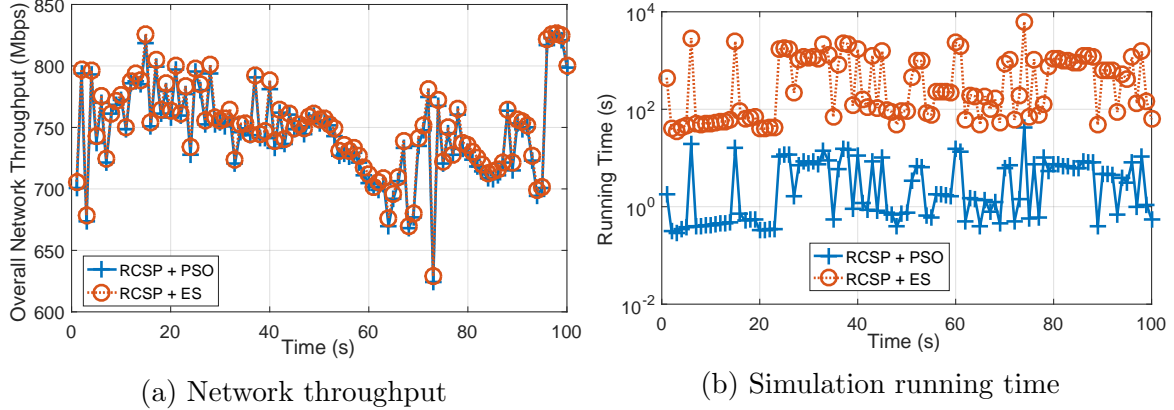 Overall Network Throughput (Mbps)
850
800
750
700
650
600
0
20
40
60
80
100
Time (s)
RCSP + PSO
RCSP + ES
(a) Network throughput
Running Time (s)
10^4
10^2
10^0
10^-2
0
20
40
60
80
100
Time (s)
RCSP + PSO
RCSP + ES
(b) Simulation running time